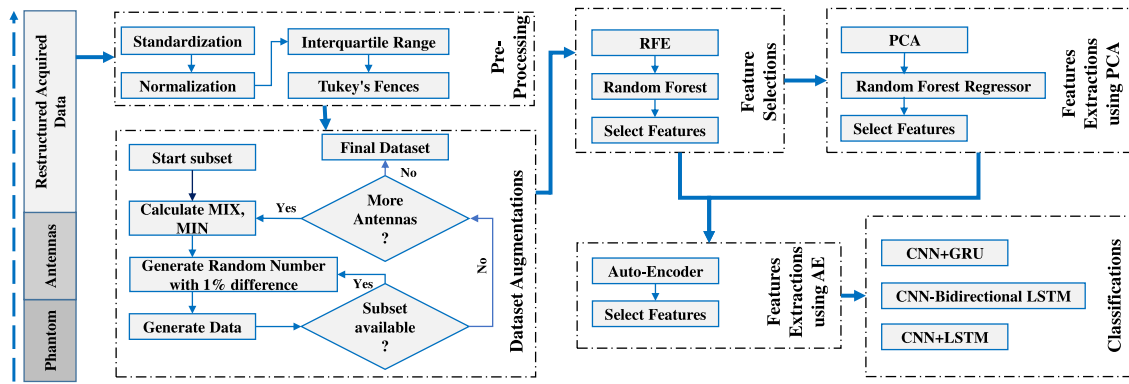 Restructured Acquired
Data
Antennas
Phantom
Standardization
Normalization
Interquartile Range
Tukey's Fences
Pre-
Processing
Start subset
Final Dataset
No
Calculate MIX,
MIN
Yes
More
Antennas
?
Generate Random Number
with 1% difference
Yes
No
Generate Data
Subset
available
?
Dataset Augmentations
RFE
Random Forest
Select Features
Feature
Selections
PCA
Random Forest Regressor
Select Features
Features
Extractions
using PCA
Auto-Encoder
Select Features
Features
Extractions
using AE
CNN+GRU
CNN-Bidirectional LSTM
CNN+LSTM
Classifications